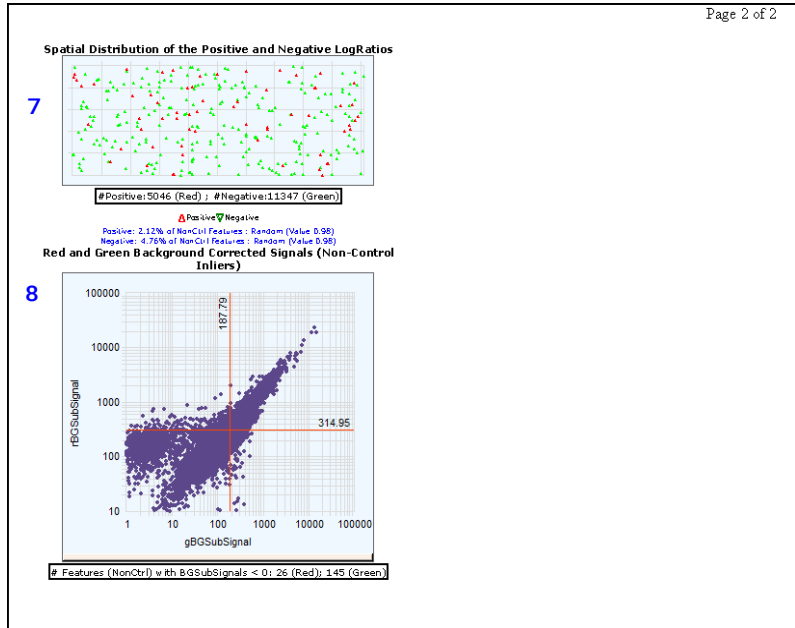 Page 2 of 2
Spatial Distribution of the Positive and Negative LogRatios
7
#Positive:5046 (Red) ; #Negative:11347 (Green)
Positive Negative
Positive: 2.12% of NonCtrl Features : Random (Value 0.98)
Negative: 4.76% of NonCtrl Features : Random (Value 0.98)
Red and Green Background Corrected Signals (Non-Control
Inliers)
8
100000
187.79
10000
1000
314.95
rBGSubSignal
100
10
1 10 100 1000 10000 100000
gBGSubSignal
# Features (NonCtrl) with BGSubSignals < 0: 26 (Red); 145 (Green)